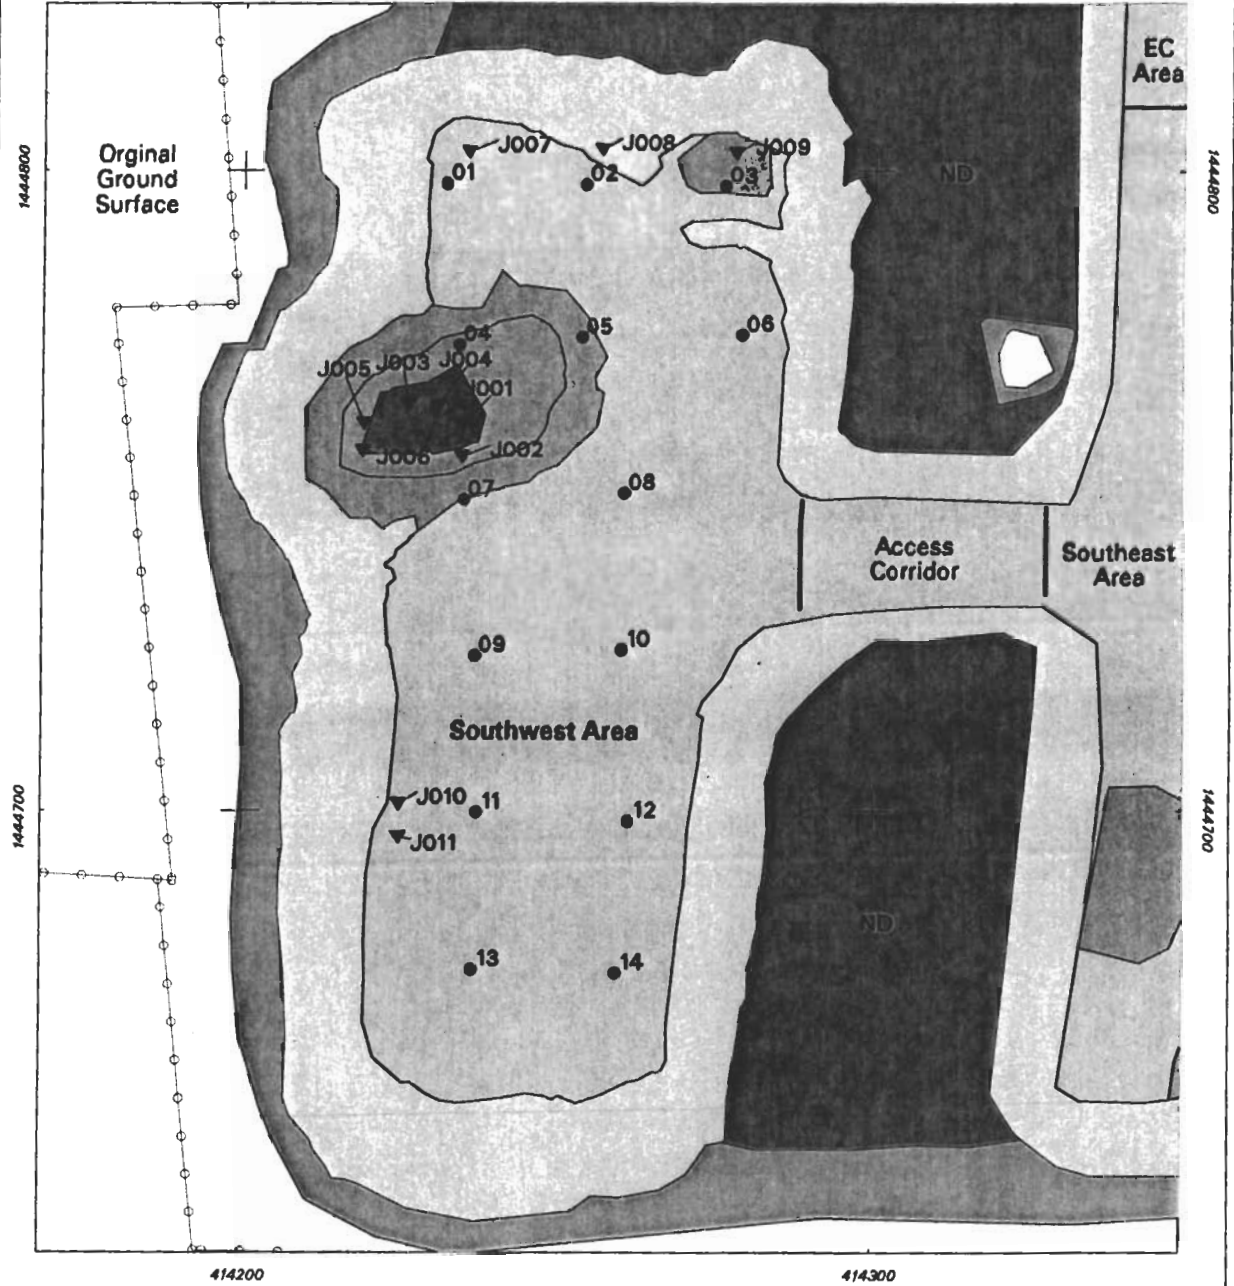 EC
Area
Orginal
Ground
Surface
1444800
1444800
J007
J008
J009
01
02
03
ND
04
05
06
J005
J003
J004
J001
J006
J002
07
08
Access
Corridor
Southeast
Area
09
10
Southwest Area
J010
11
12
J011
1444700
1444700
ND
13
14
414200
414300